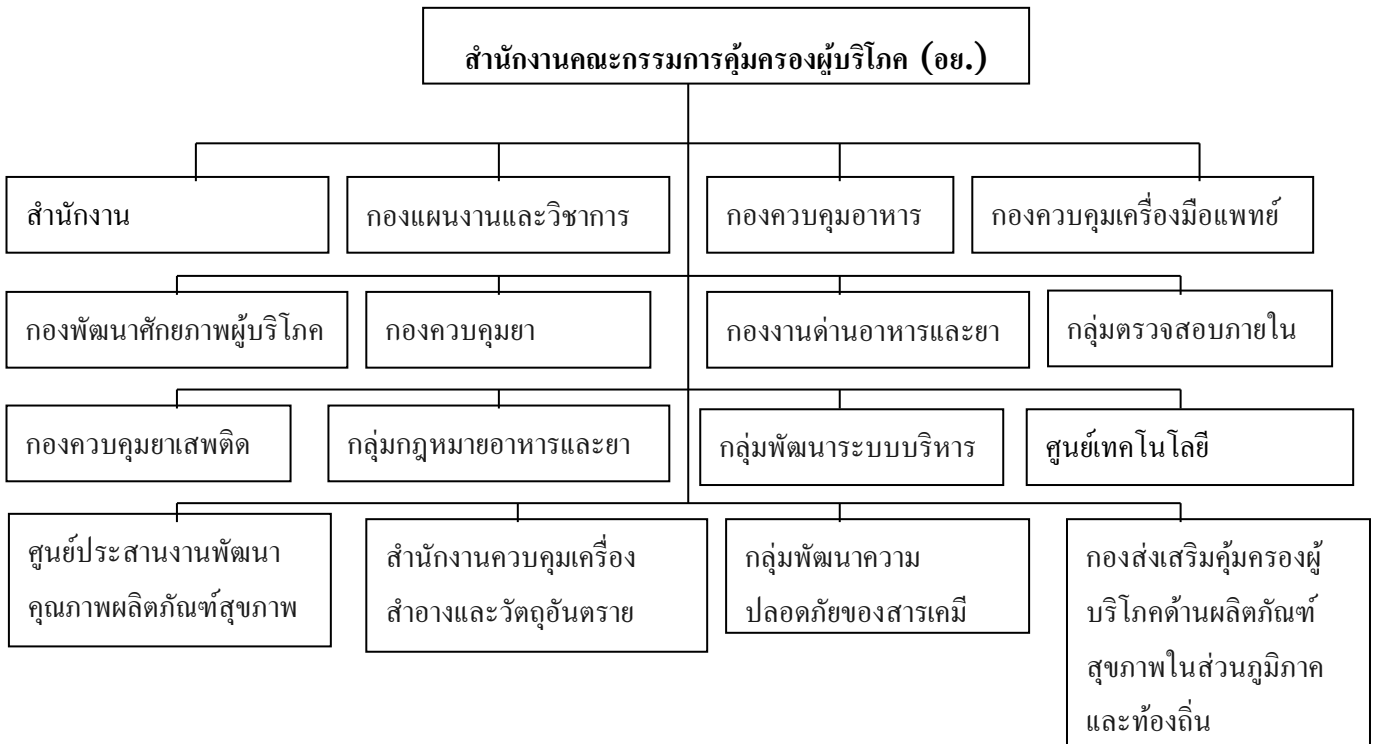 สำนักงานคณะกรรมการคุ้มครองผู้บริโภค (อย.)
สำนักงาน
กองแผนงานและวิชาการ
กองควบคุมอาหาร
กองควบคุมเครื่องมือแพทย์
กองพัฒนาศักยภาพผู้บริโภค
กองควบคุมยา
กองงานด่านอาหารและยา
กลุ่มตรวจสอบภายใน
กองควบคุมยาเสพติด
กลุ่มกฎหมายอาหารและยา
กลุ่มพัฒนาระบบบริหาร
ศูนย์เทคโนโลยี
ศูนย์ประสานงานพัฒนา
คุณภาพผลิตภัณฑ์สุขภาพ
สำนักงานควบคุมเครื่อง
สำอางและวัตถุอันตราย
กลุ่มพัฒนาความ
ปลอดภัยของสารเคมี
กองส่งเสริมคุ้มครองผู้
บริโภคด้านผลิตภัณฑ์
สุขภาพในส่วนภูมิภาค
และท้องถิ่น